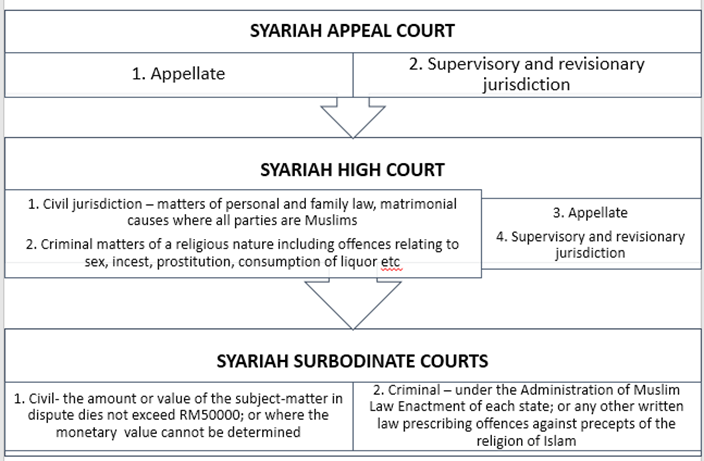 SYARIAH APPEAL COURT
1. Appellate
2. Supervisory and revisionary
jurisdiction
SYARIAH HIGH COURT
1. Civil jurisdiction – matters of personal and family law, matrimonial
causes where all parties are Muslims
2. Criminal matters of a religious nature including offences relating to
sex, incest, prostitution, consumption of liquor etc
3. Appellate
4. Supervisory and revisionary
jurisdiction
SYARIAH SURBODINATE COURTS
1. Civil- the amount or value of the subject-matter in
dispute dies not exceed RM50000; or where the
monetary value cannot be determined
2. Criminal – under the Administration of Muslim
Law Enactment of each state; or any other written
law prescribing offences against precepts of the
religion of Islam